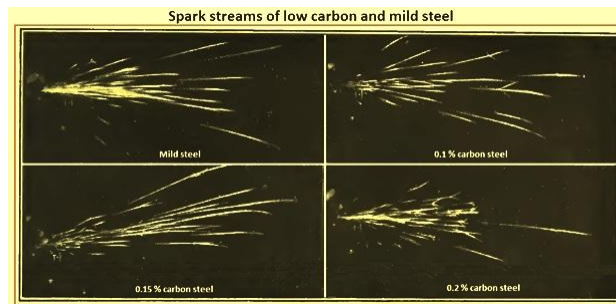 Spark streams of low carbon and mild steel
Mild steel
0.1 % carbon steel
0.15 % carbon steel
0.2 % carbon steel